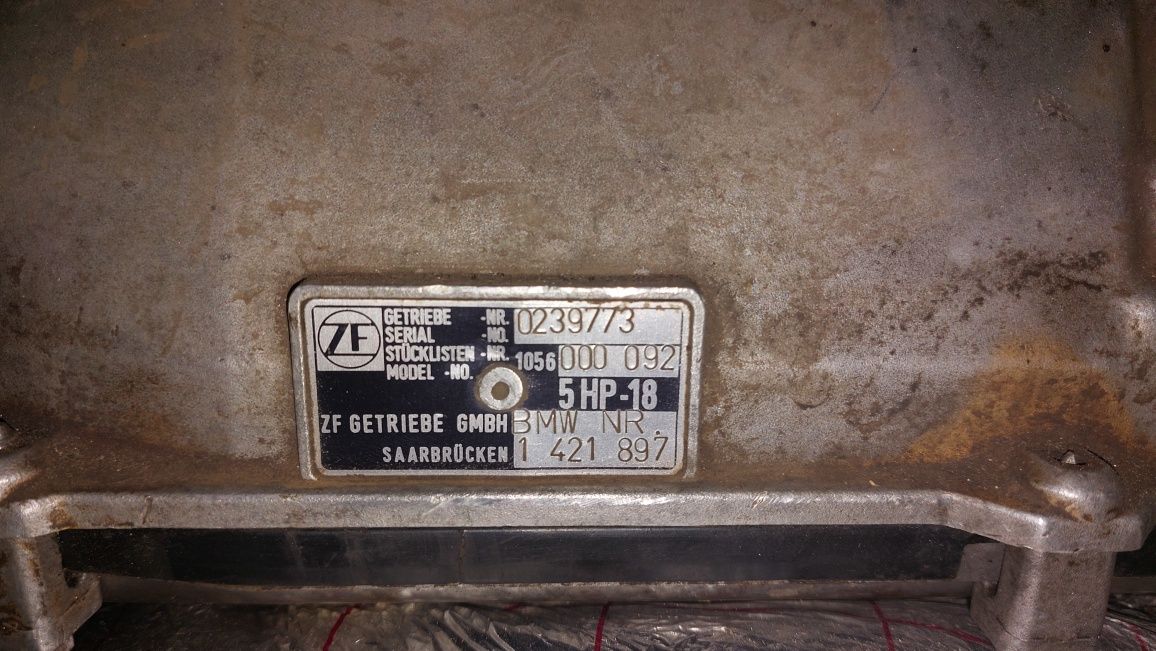 ZF
GETRIEBE -NR. 0239773
SERIAL -NO.
STÜCKLISTEN -NR. 1056 000 092
MODEL -NO.
5 HP-18
ZF GETRIEBE GMBH BMW NR.
SAARBRÜCKEN 1 421 897